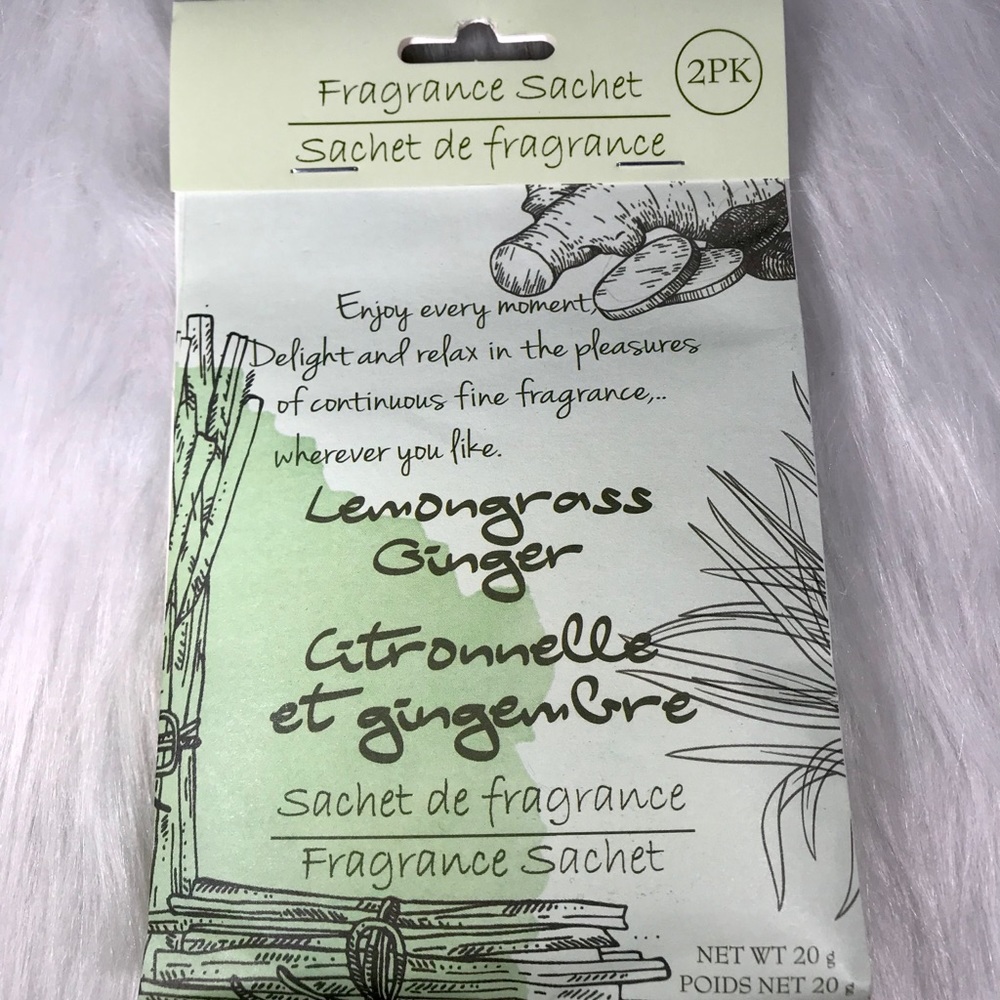 Fragrance Sachet
2PK
Sachet de fragrance
Enjoy every moment,
Delight and relax in the pleasures
of continuous fine fragrance,..
wherever you like.
Lemongrass
Ginger
Citronnelle
et gingembre
Sachet de fragrance
Fragrance Sachet
NET WT 20 g
POIDS NET 20 g